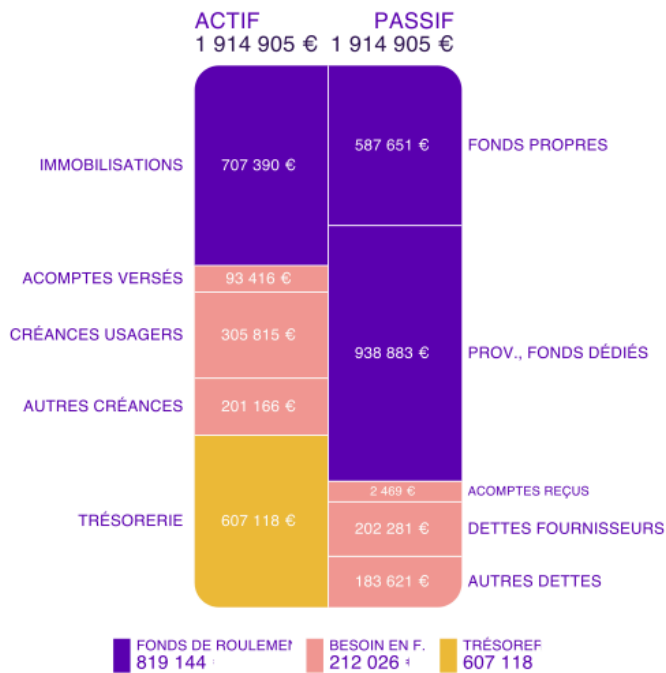 ACTIF PASSIF
1 914 905 € 1 914 905 €
IMMOBILISATIONS 707 390 € 587 651 € FONDS PROPRES
ACOMPTES VERSÉS 93 416 €
CRÉANCES USAGERS 305 815 € 938 883 € PROV., FONDS DÉDIÉS
AUTRES CRÉANCES 201 166 €
2 469 € ACOMPTES REÇUS
TRÉSORERIE 607 118 € 202 281 € DETTES FOURNISSEURS
183 621 € AUTRES DETTES
FONDS DE ROULEMEN BESOIN EN F. TRÉSORER
819 144 212 026 607 118